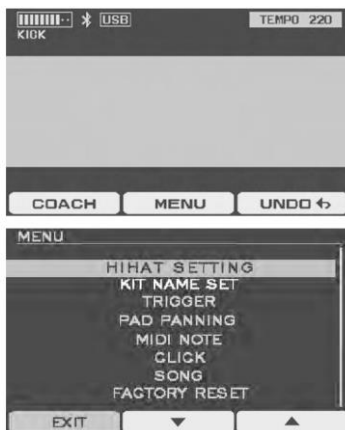 USB TEMPO 220
KICK
COACH MENU UNDO
MENU
HIHAT SETTING
KIT NAME SET
TRIGGER
PAD PANNING
MIDI NOTE
CLICK
SONG
FACTORY RESET
EXIT